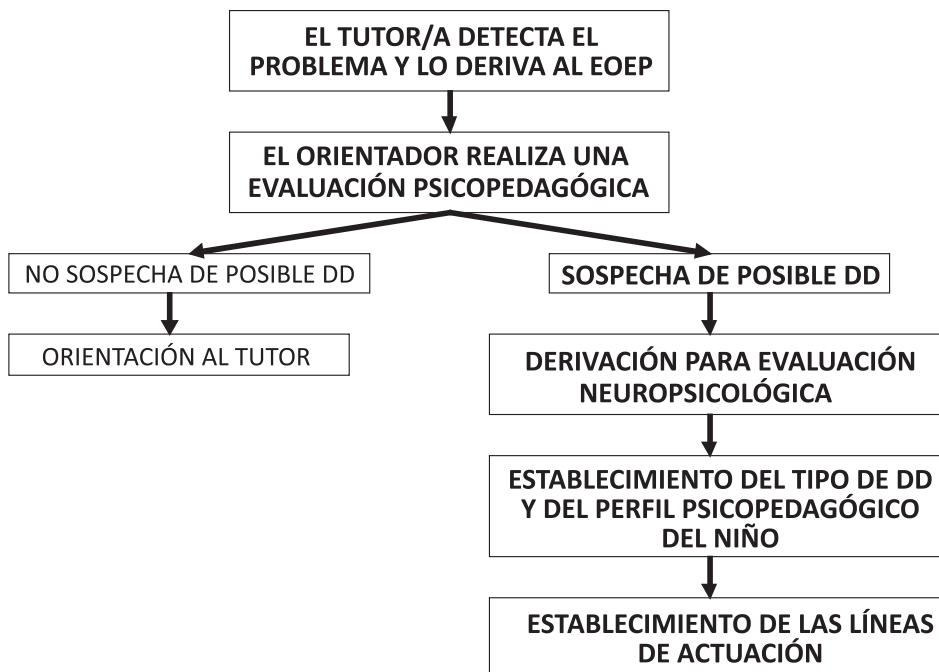 EL TUTOR/A DETECTA EL
PROBLEMA Y LO DERIVA AL EOEP
EL ORIENTADOR REALIZA UNA
EVALUACIÓN PSICOPEDAGÓGICA
NO SOSPECHA DE POSIBLE DD
ORIENTACIÓN AL TUTOR
SOSPECHA DE POSIBLE DD
DERIVACIÓN PARA EVALUACIÓN
NEUROPSICOLÓGICA
ESTABLECIMIENTO DEL TIPO DE DD
Y DEL PERFIL PSICOPEDAGÓGICO
DEL NIÑO
ESTABLECIMIENTO DE LAS LÍNEAS
DE ACTUACIÓN